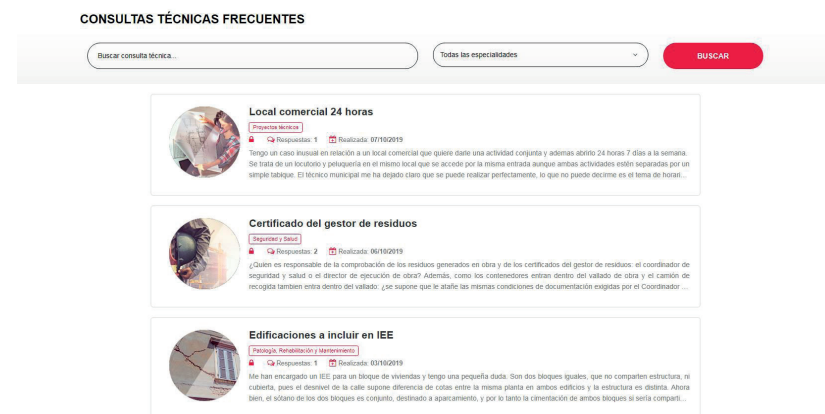 CONSULTAS TÉCNICAS FRECUENTES
Buscar consulta técnica...
Todas las especialidades
BUSCAR
Local comercial 24 horas
Proyectos técnicos
Respuestas: 1 Realizada: 07/10/2019
Tengo un caso inusual en relación a un local comercial que quiere darle una actividad conjunta y ademas abrirlo 24 horas 7 días a la semana.
Se trata de un locutorio y peluquería en el mismo local que se accede por la misma entrada aunque ambas actividades estén separadas por un
simple tabique. El técnico municipal me ha dejado claro que se puede realizar perfectamente, lo que no puede decirme es el tema de horari...
Certificado del gestor de residuos
Seguridad y Salud
Respuestas: 2 Realizada: 06/10/2019
¿Quien es responsable de la comprobación de los residuos generados en obra y de los certificados del gestor de residuos: el coordinador de
seguridad y salud o el director de ejecución de obra? Además, como los contenedores entran dentro del vallado de obra y el camión de
recogida tambien entra dentro del vallado: ¿se supone que le atañe las mismas condiciones de documentación exigidas por el Coordinador ...
Edificaciones a incluir en IEE
Patología, Rehabilitación y Mantenimiento
Respuestas: 1 Realizada: 03/10/2019
Me han encargado un IEE para un bloque de viviendas y tengo una pequeña duda. Son dos bloques iguales, que no comparten estructura, ni
cubierta, pues el desnivel de la calle supone diferencia de cotas entre la misma planta en ambos edificios y la estructura es distinta. Ahora
bien, el sótano de los dos bloques es conjunto, destinado a aparcamiento, y por lo tanto la cimentación de ambos bloques si sería comparti...